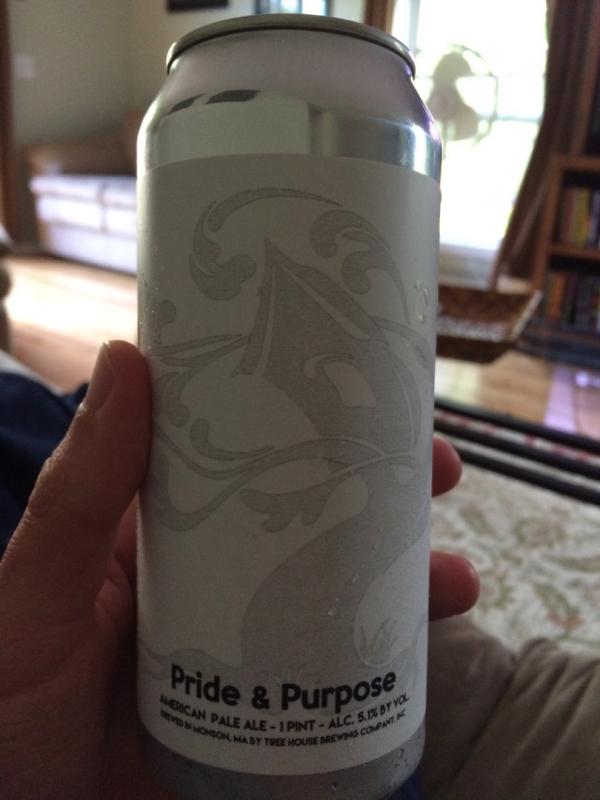 Pride & Purpose
AMERICAN PALE ALE - 1 PINT - ALC. 5.1% BY VOL.
BREWED IN MONSON, MA BY TREE HOUSE BREWING COMPANY, INC.